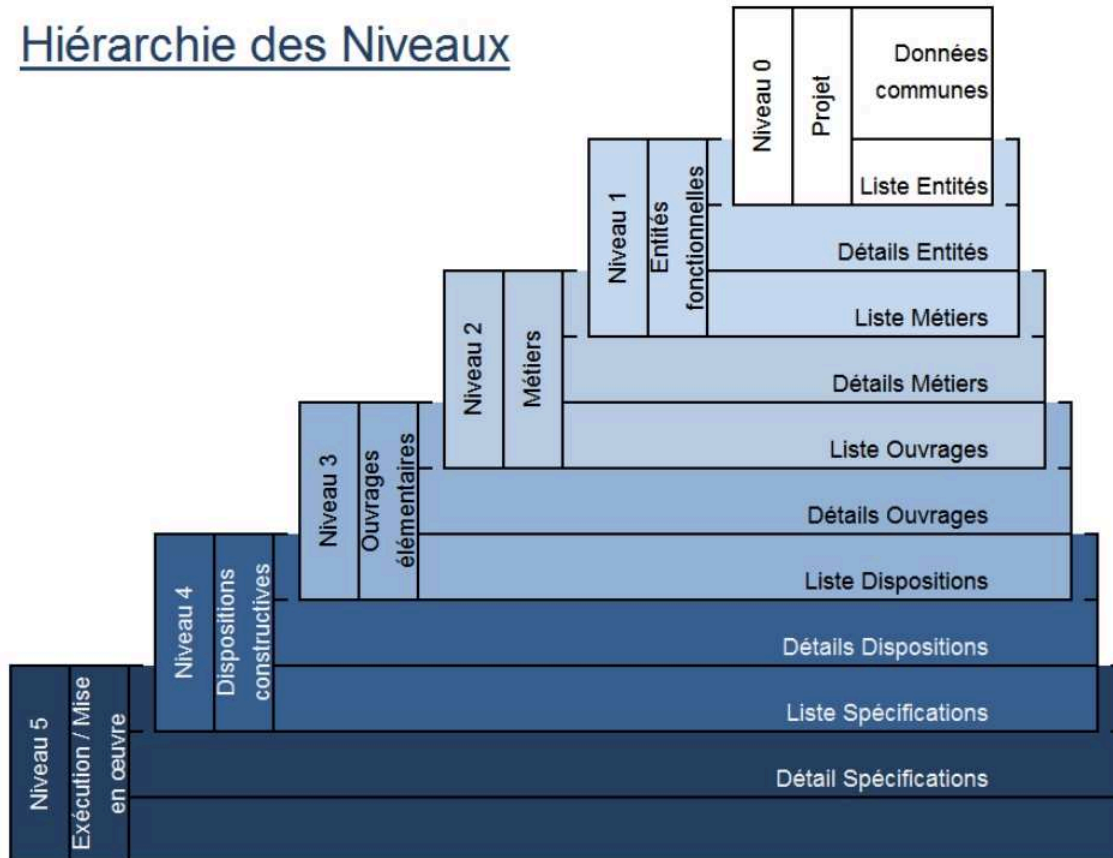 Hiérarchie des Niveaux
Niveau 0
Projet
Données
communes
Liste Entités
Niveau 1
Entités
fonctionnelles
Détails Entités
Liste Métiers
Niveau 2
Métiers
Détails Métiers
Liste Ouvrages
Niveau 3
Ouvrages
élémentaires
Détails Ouvrages
Liste Dispositions
Niveau 4
Dispositions
constructives
Détails Dispositions
Liste Spécifications
Niveau 5
Exécution / Mise
en œuvre
Détail Spécifications